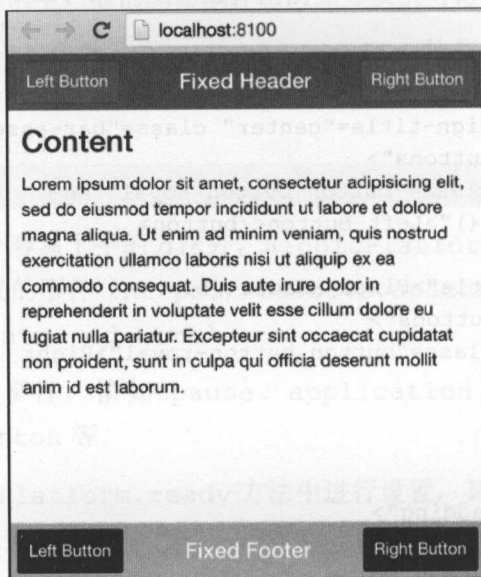 localhost:8100
Left Button Fixed Header Right Button
Content
Lorem ipsum dolor sit amet, consectetur adipisicing elit,
sed do eiusmod tempor incididunt ut labore et dolore
magna aliqua. Ut enim ad minim veniam, quis nostrud
exercitation ullamco laboris nisi ut aliquip ex ea
commodo consequat. Duis aute irure dolor in
reprehenderit in voluptate velit esse cillum dolore eu
fugiat nulla pariatur. Excepteur sint occaecat cupidatat
non proident, sunt in culpa qui officia deserunt mollit
anim id est laborum.
Left Button Fixed Footer Right Button